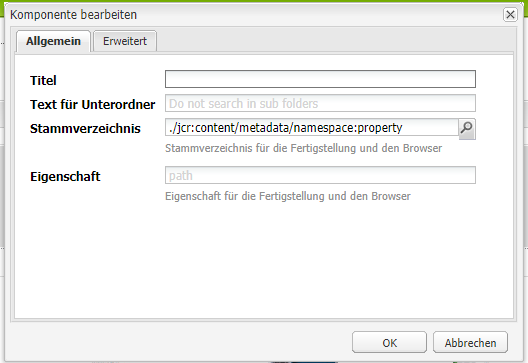 Komponente bearbeiten
Allgemein Erweitert
Titel
Text für Unterordner Do not search in sub folders
Stammverzeichnis ./jcr:content/metadata/namespace:property
Stammverzeichnis für die Fertigstellung und den Browser
Eigenschaft path
Eigenschaft für die Fertigstellung und den Browser
OK Abbrechen